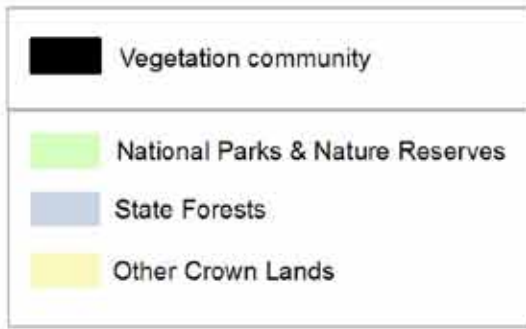 Vegetation community
National Parks & Nature Reserves
State Forests
Other Crown Lands